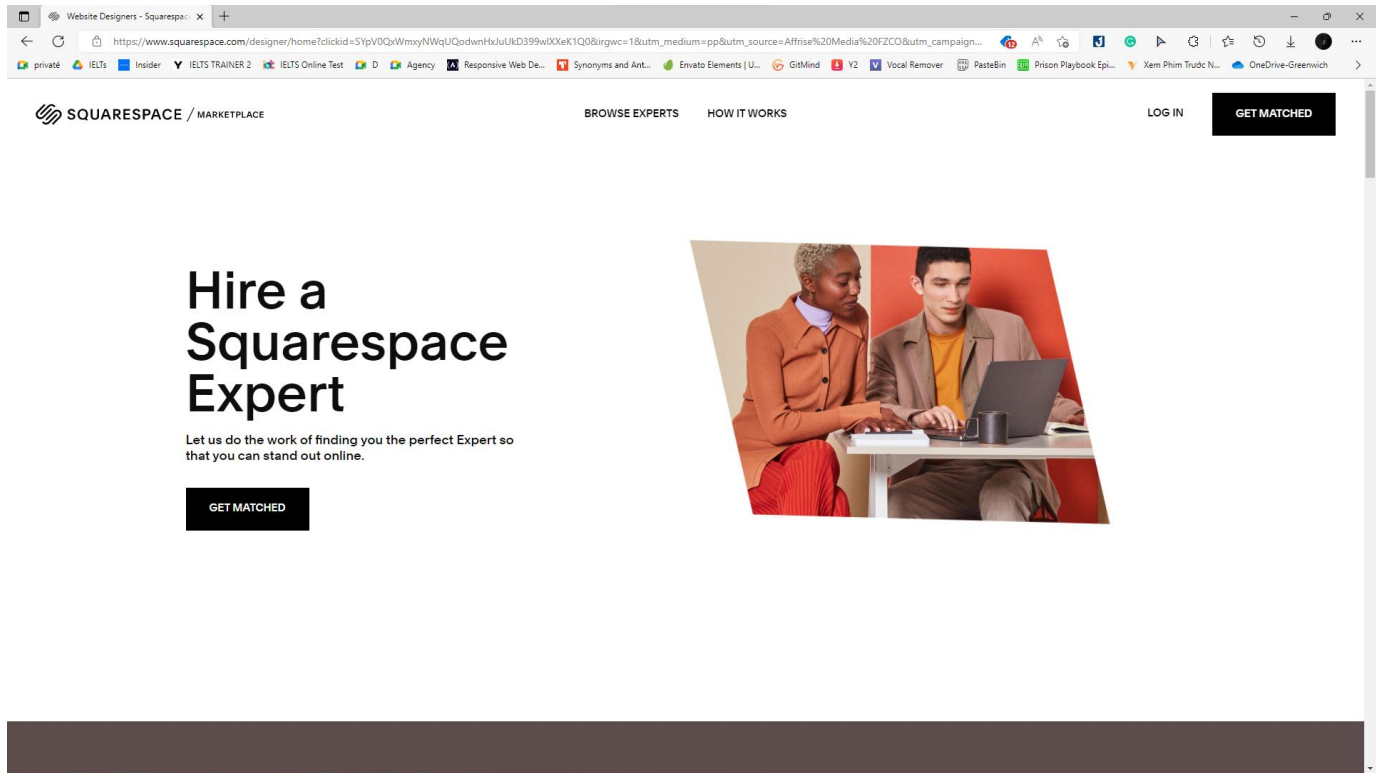 Website Designers - Squarespac
https://www.squarespace.com/designer/home?clickid=SYpV0QxWmxyNWqUQodwnHxJuUkD399wIXXeK1Q0&irgwc=1&utm_medium=pp&utm_source=Affrise%20Media%20FZCO&utm_campaign...
12
privaté IELTs Insider IELTS TRAINER 2 IELTS Online Test D Agency Responsive Web De... Synonyms and Ant... Envato Elements | U... GitMind Y2 Vocal Remover PasteBin Prison Playbook Epi... Xem Phim Trước N... OneDrive-Greenwich
SQUARESPACE / MARKETPLACE BROWSE EXPERTS HOW IT WORKS LOG IN GET MATCHED
Hire a
Squarespace
Expert
Let us do the work of finding you the perfect Expert so
that you can stand out online.
GET MATCHED